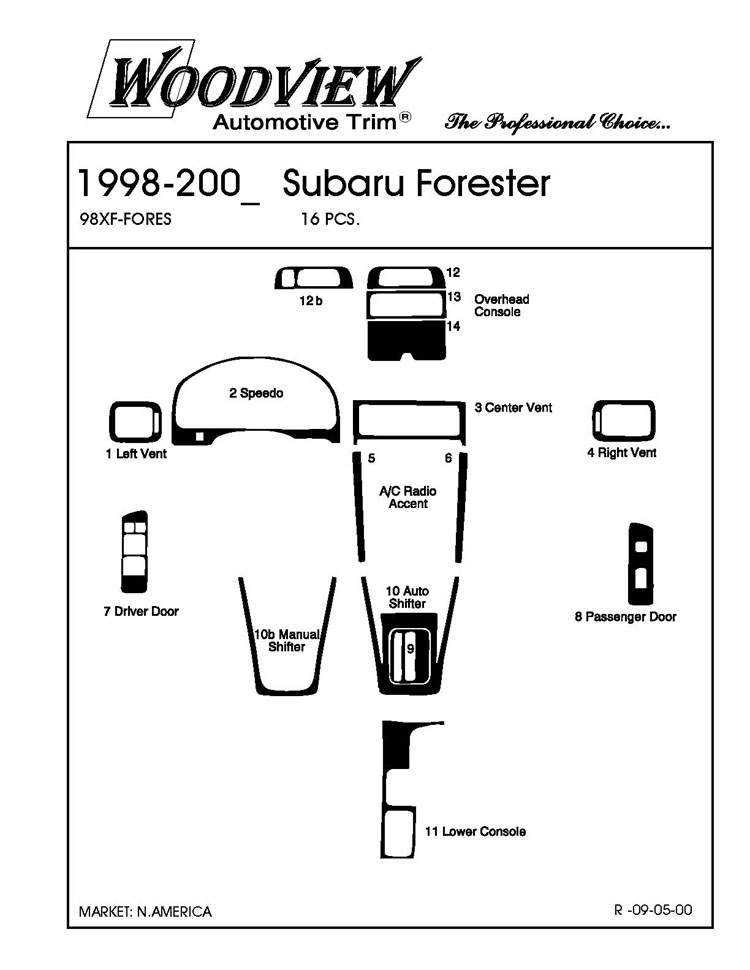 WOODVIEW
Automotive Trim®
The Professional Choice...
1998-200_ Subaru Forester
98XF-FORES 16 PCS.
12
12b
13
Overhead
Console
14
2 Speedo
3 Center Vent
1 Left Vent
4 Right Vent
5
6
A/C Radio
Accent
7 Driver Door
8 Passenger Door
10 Auto
Shifter
10b Manual
Shifter
9
11 Lower Console
MARKET: N.AMERICA
R -09-05-00